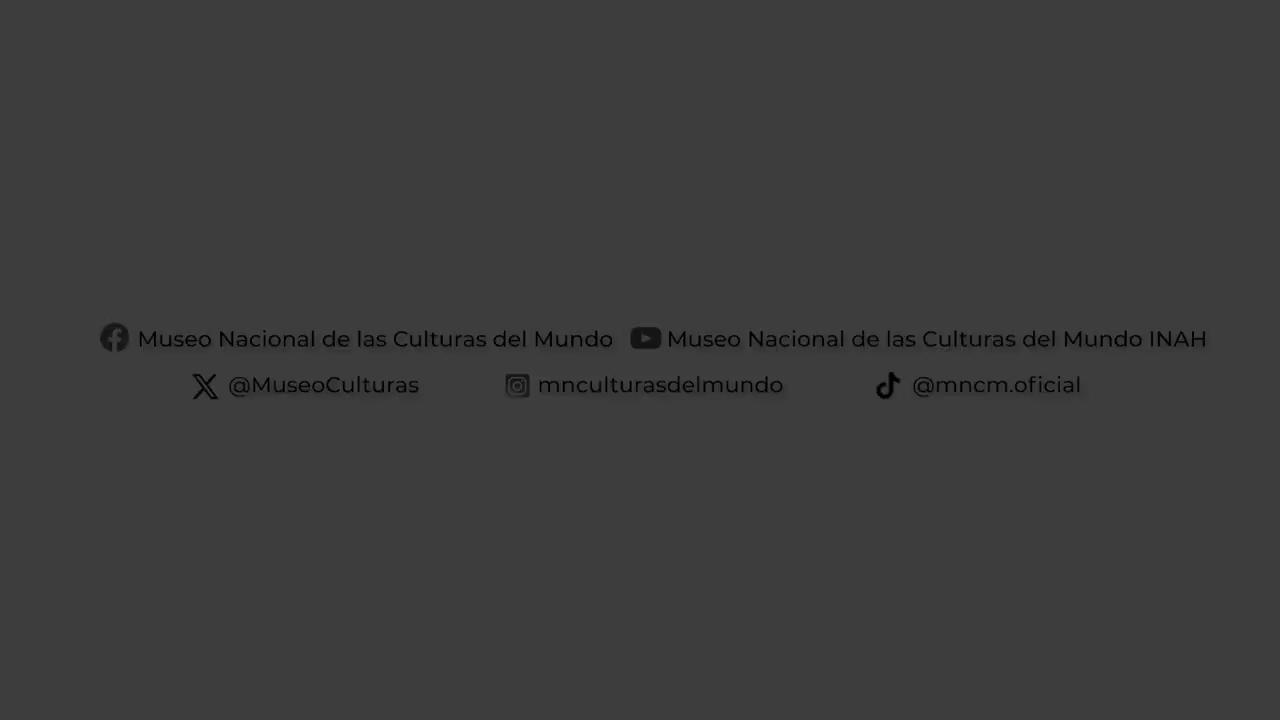 Museo Nacional de las Culturas del Mundo Museo Nacional de las Culturas del Mundo INAH
@MuseoCulturas mnculturasdelmundo @mncm.oficial